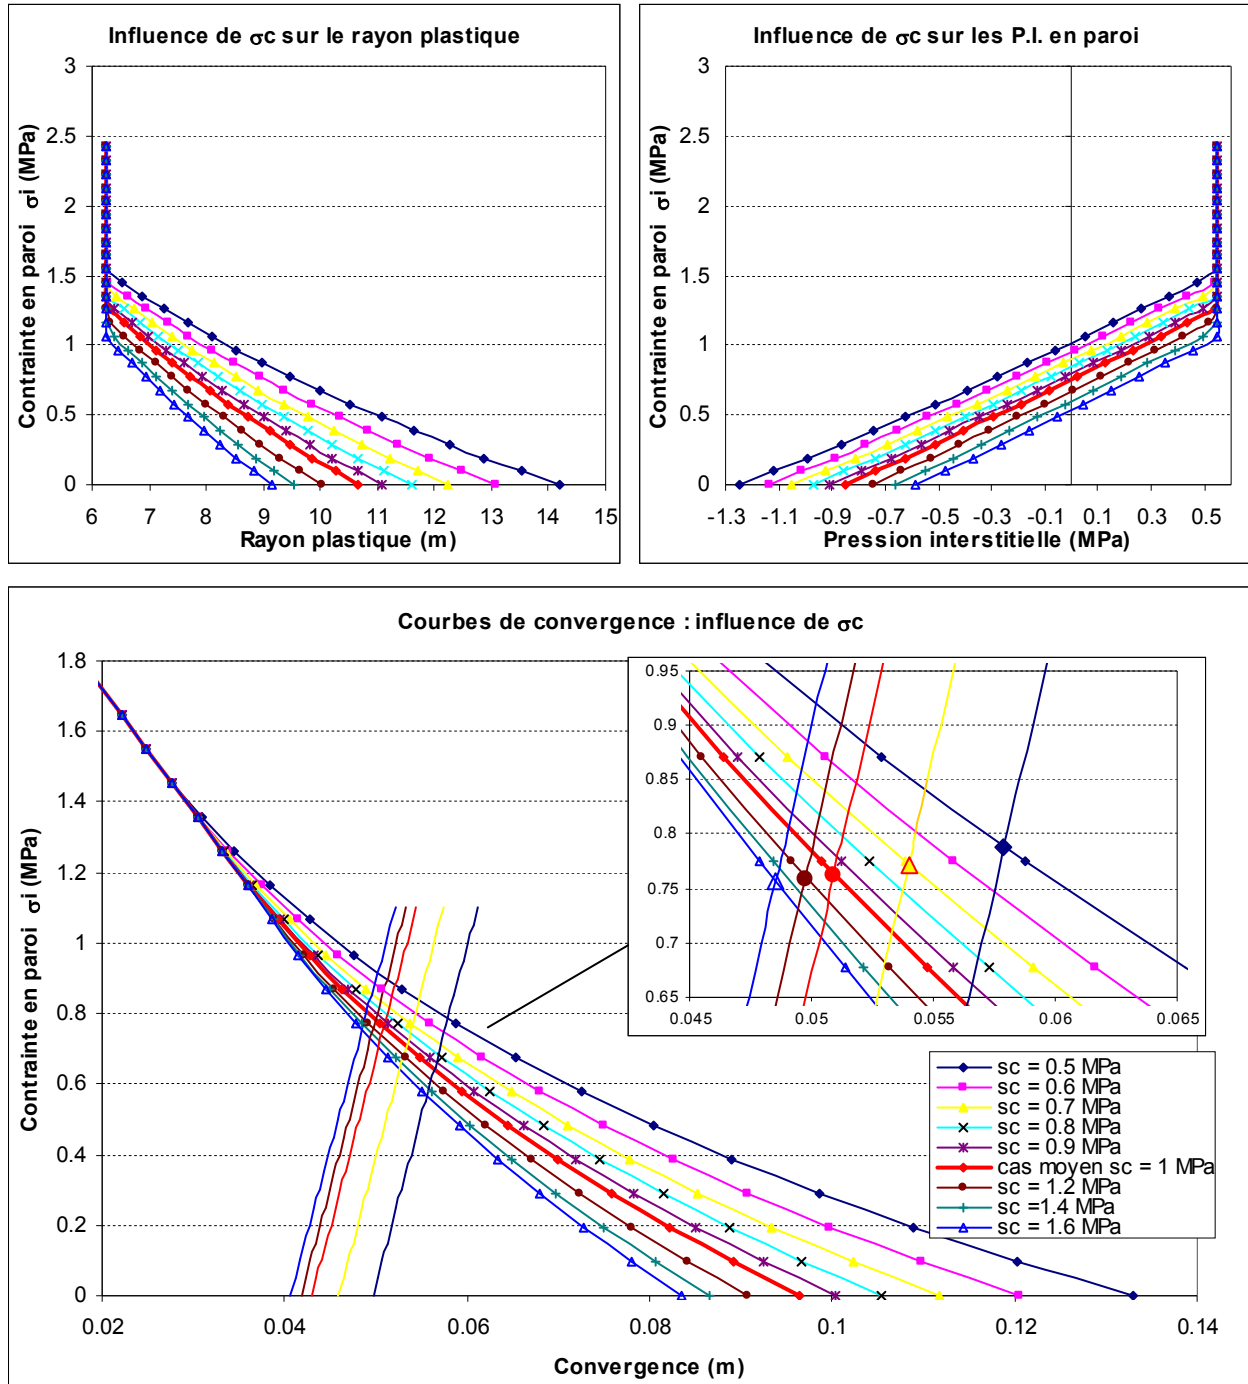 Influence de σc sur le rayon plastique
3
2.5
2
1.5
1
0.5
0
Contrainte en paroi σi (MPa)
6 7 8 9 10 11 12 13 14 15
Rayon plastique (m)
Influence de σc sur les P.I. en paroi
3
2.5
2
1.5
1
0.5
0
Contrainte en paroi σi (MPa)
-1.3 -1.1 -0.9 -0.7 -0.5 -0.3 -0.1 0.1 0.3 0.5
Pression interstitielle (MPa)
Courbes de convergence : influence de σc
1.8
1.6
1.4
1.2
1
0.8
0.6
0.4
0.2
0
Contrainte en paroi σi (MPa)
0.02 0.04 0.06 0.08 0.1 0.12 0.14
Convergence (m)
0.95
0.9
0.85
0.8
0.75
0.7
0.65
0.045 0.05 0.055 0.06 0.065
sc = 0.5 MPa
sc = 0.6 MPa
sc = 0.7 MPa
sc = 0.8 MPa
sc = 0.9 MPa
cas moyen sc = 1 MPa
sc = 1.2 MPa
sc =1.4 MPa
sc = 1.6 MPa